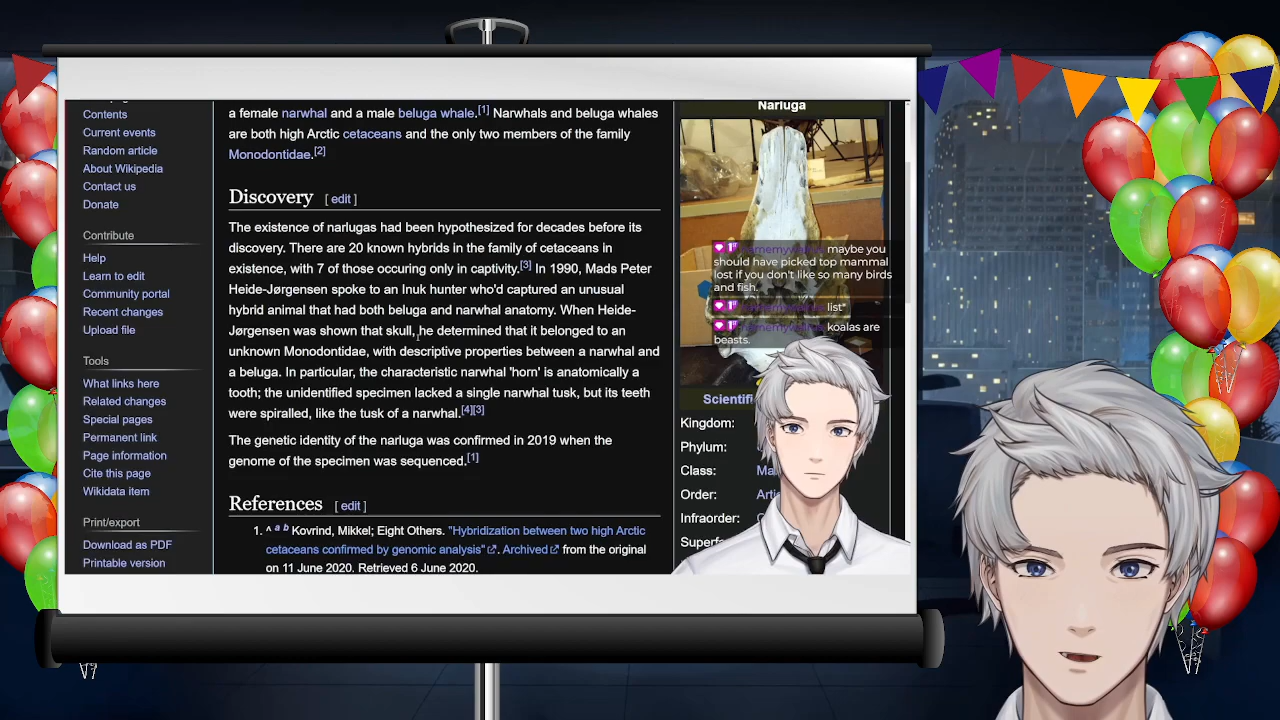 Contents
Current events
Random article
About Wikipedia
Contact us
Donate
Contribute
Help
Learn to edit
Community portal
Recent changes
Upload file
Tools
What links here
Related changes
Special pages
Permanent link
Page information
Cite this page
Wikidata item
Print/export
Download as PDF
Printable version
a female narwhal and a male beluga whale.[1] Narwhals and beluga whales
are both high Arctic cetaceans and the only two members of the family
Monodontidae.[2]
Discovery [ edit ]
The existence of narlugas had been hypothesized for decades before its
discovery. There are 20 known hybrids in the family of cetaceans in
existence, with 7 of those occuring only in captivity.[3] In 1990, Mads Peter
Heide-Jørgensen spoke to an Inuk hunter who'd captured an unusual
hybrid animal that had both beluga and narwhal anatomy. When Heide-
Jørgensen was shown that skull, he determined that it belonged to an
unknown Monodontidae, with descriptive properties between a narwhal and
a beluga. In particular, the characteristic narwhal 'horn' is anatomically a
tooth; the unidentified specimen lacked a single narwhal tusk, but its teeth
were spiralled, like the tusk of a narwhal.[4][3]
The genetic identity of the narluga was confirmed in 2019 when the
genome of the specimen was sequenced.[1]
References [ edit ]
1. ^ a b Kovrind, Mikkel; Eight Others. "Hybridization between two high Arctic
cetaceans confirmed by genomic analysis". Archived from the original
on 11 June 2020. Retrieved 6 June 2020.
Narluga
maybe you
should have picked top mammal
lost if you don't like so many birds
and fish.
list*
koalas are
beasts.
Kingdom:
Phylum:
Class:
Order:
Infraorder: